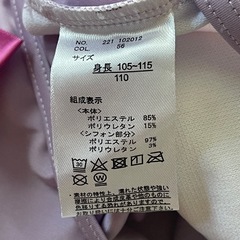 NO. 221 102012
COL. 56
サイズ
身長 105~115
110
組成表示
<本体>
ポリエステル 85%
ポリウレタン 15%
<シフォン部分>
ポリエステル 97%
ポリウレタン 3%